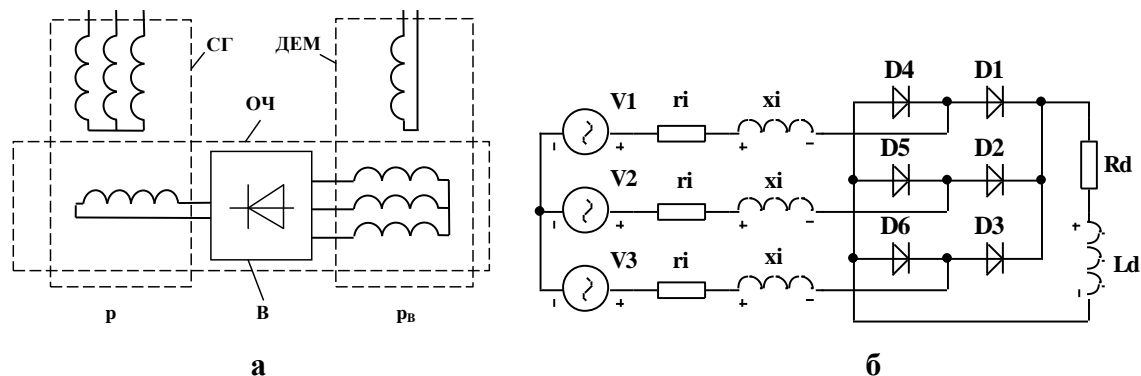 СГ
ДЕМ
ОЧ
р
В
рВ
а
V1 ri xi D4 D1
V2 ri xi D5 D2 Rd
V3 ri xi D6 D3 Ld
б